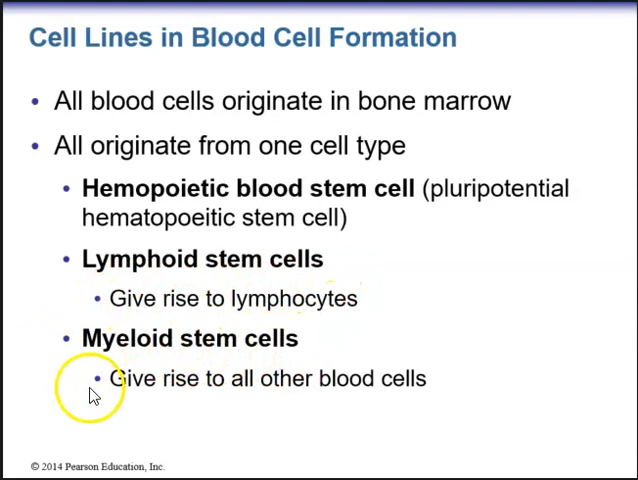 Cell Lines in Blood Cell Formation
• All blood cells originate in bone marrow
• All originate from one cell type
• Hemopoietic blood stem cell (pluripotential
hematopoeitic stem cell)
• Lymphoid stem cells
• Give rise to lymphocytes
• Myeloid stem cells
• Give rise to all other blood cells
© 2014 Pearson Education, Inc.